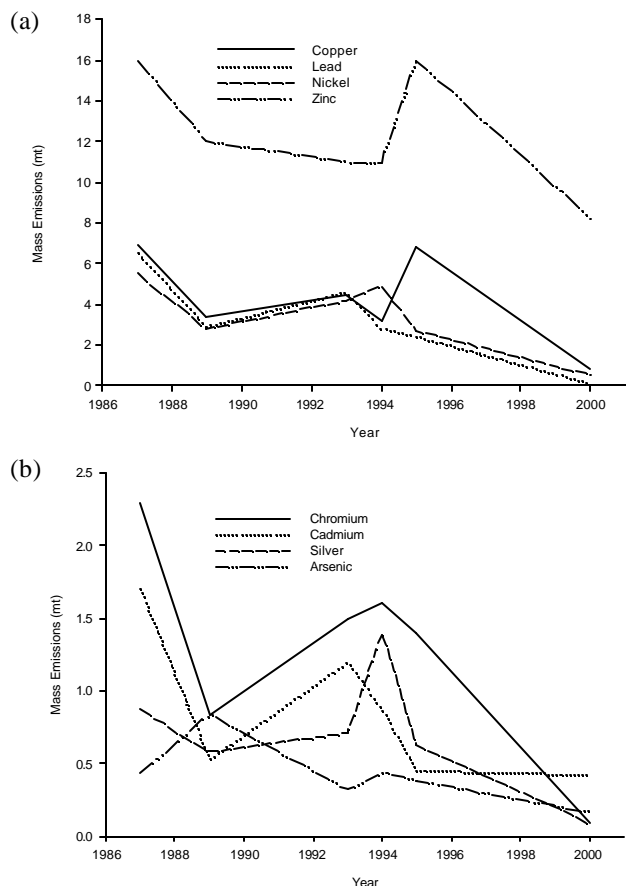 (a)
18
16
14
12
10
8
6
4
2
0
Mass Emissions (mt)
Copper
Lead
Nickel
Zinc
1986 1988 1990 1992 1994 1996 1998 2000
Year
(b)
2.5
2.0
1.5
1.0
0.5
0.0
Mass Emissions (mt)
Chromium
Cadmium
Silver
Arsenic
1986 1988 1990 1992 1994 1996 1998 2000
Year